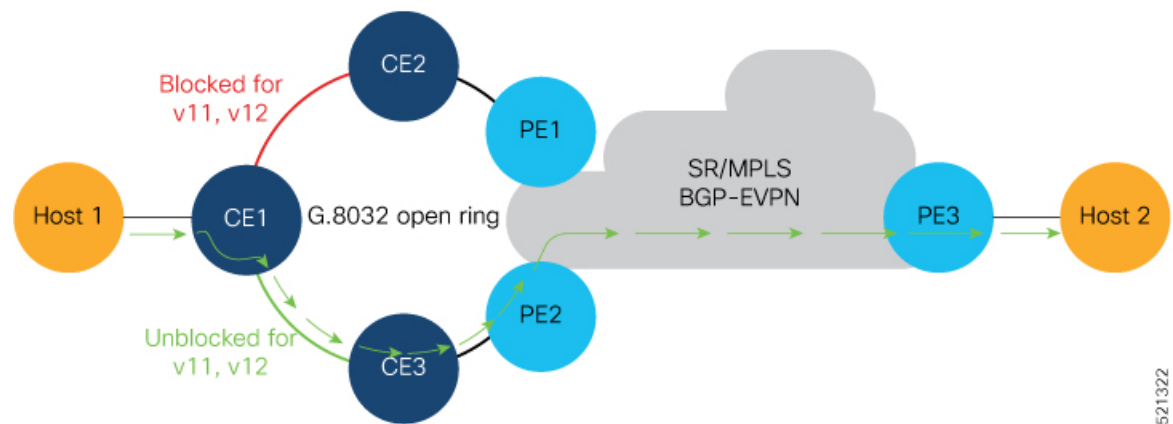 CE2
Blocked for
v11, v12
PE1
SR/MPLS
BGP-EVPN
Host 1
CE1
G.8032 open ring
PE3
Host 2
PE2
Unblocked for
v11, v12
CE3
521322